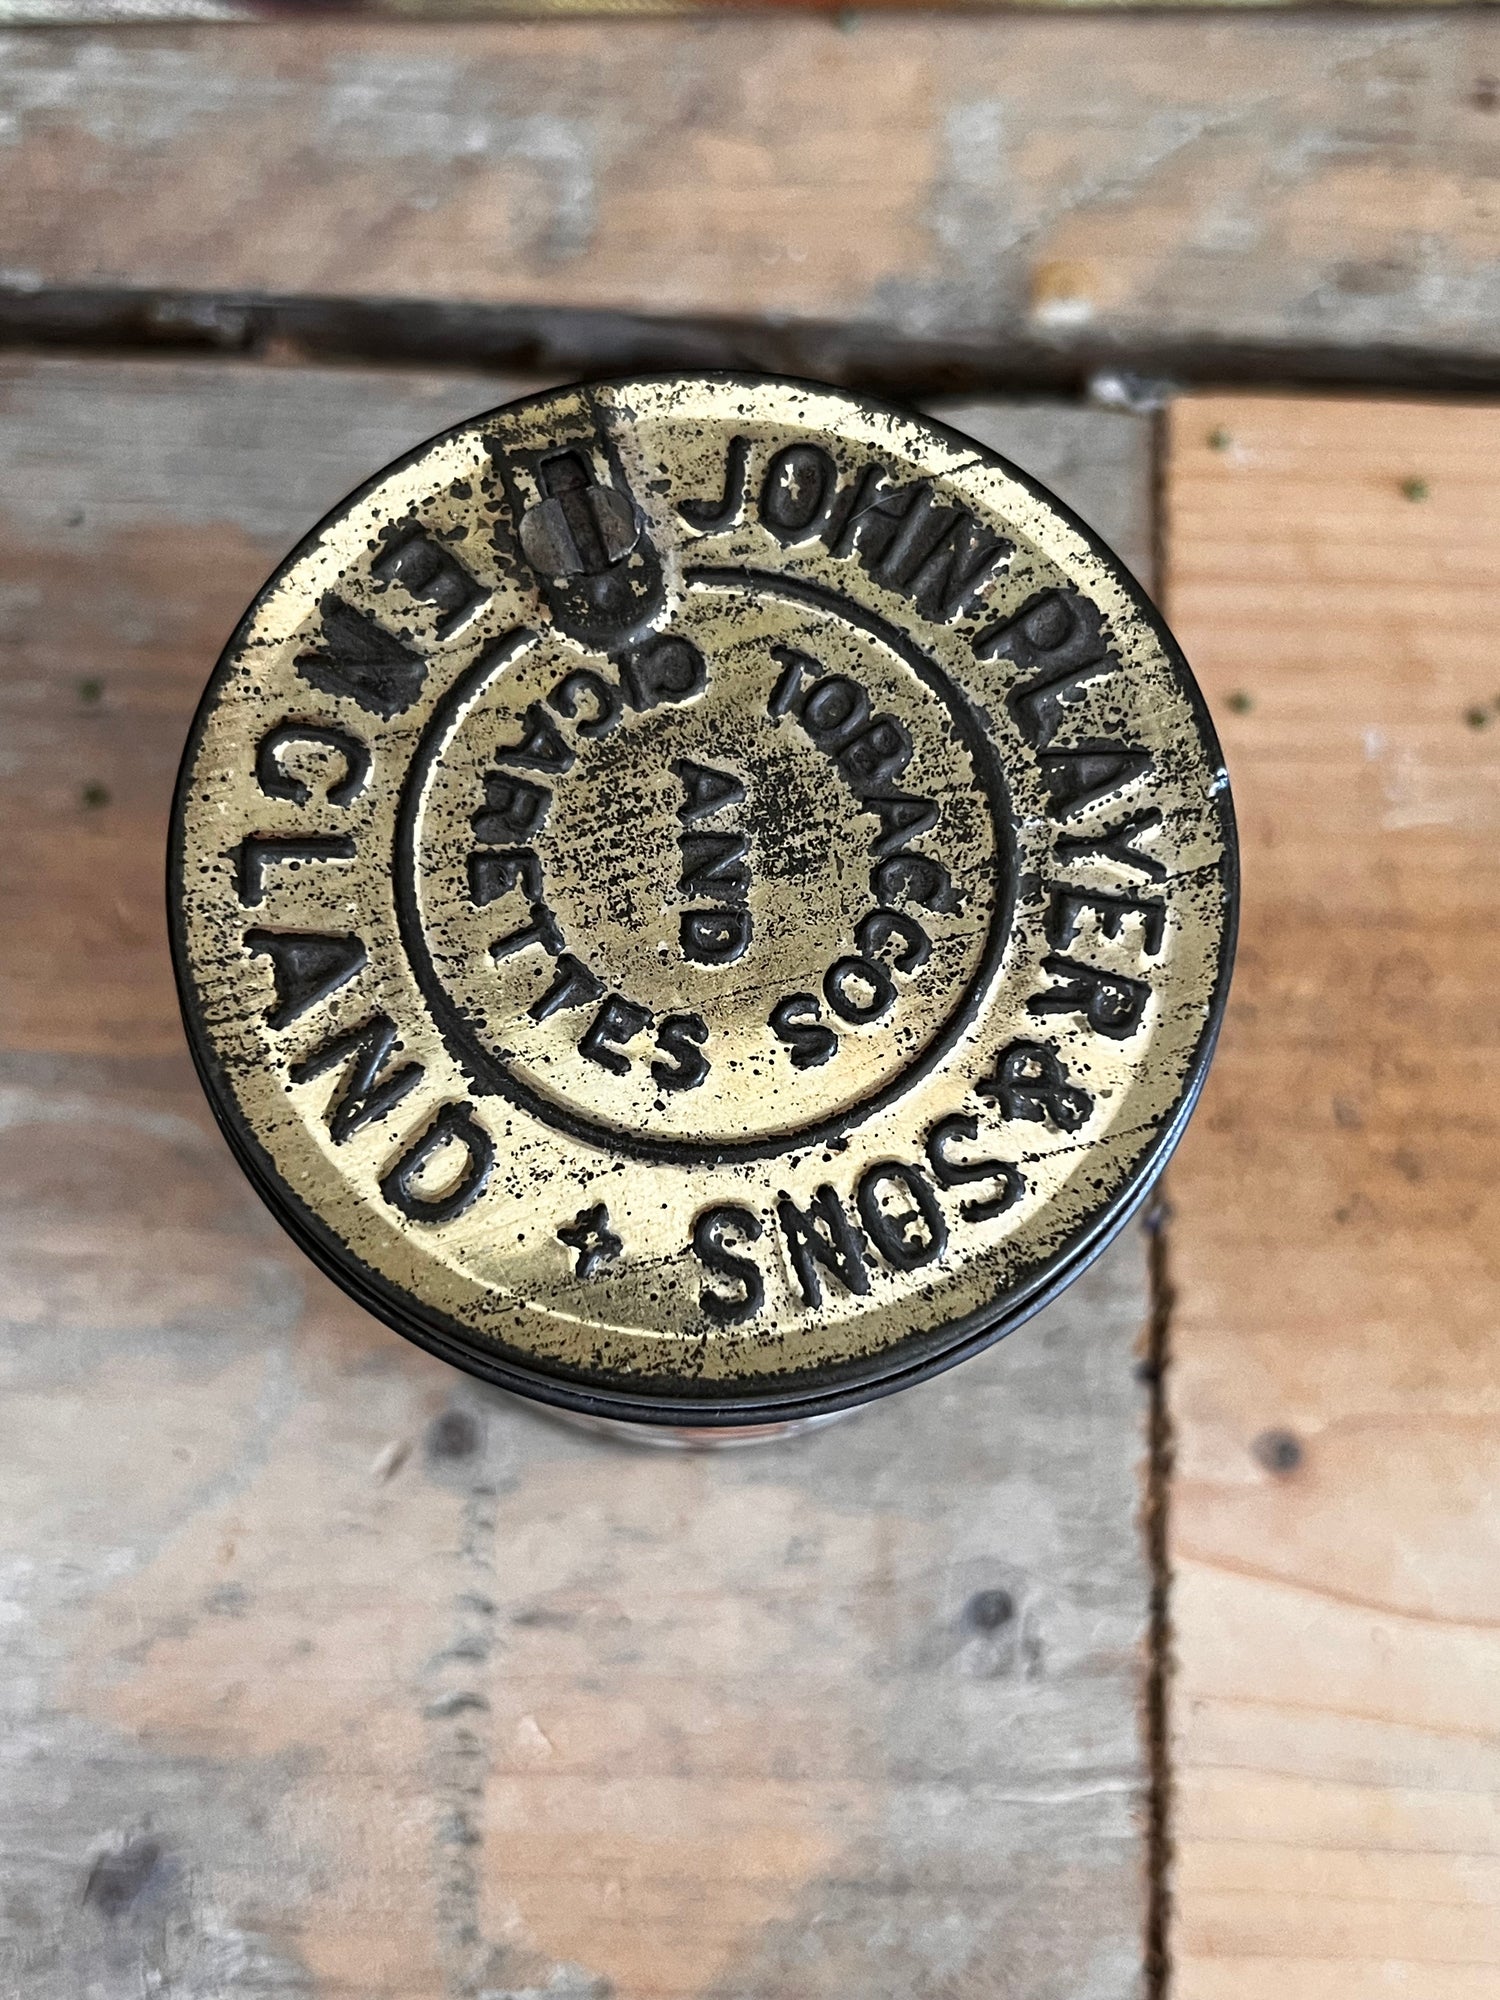 JOHN PLAYER & SONS
ENGLAND
TOBACCOS
AND
CIGARETTES